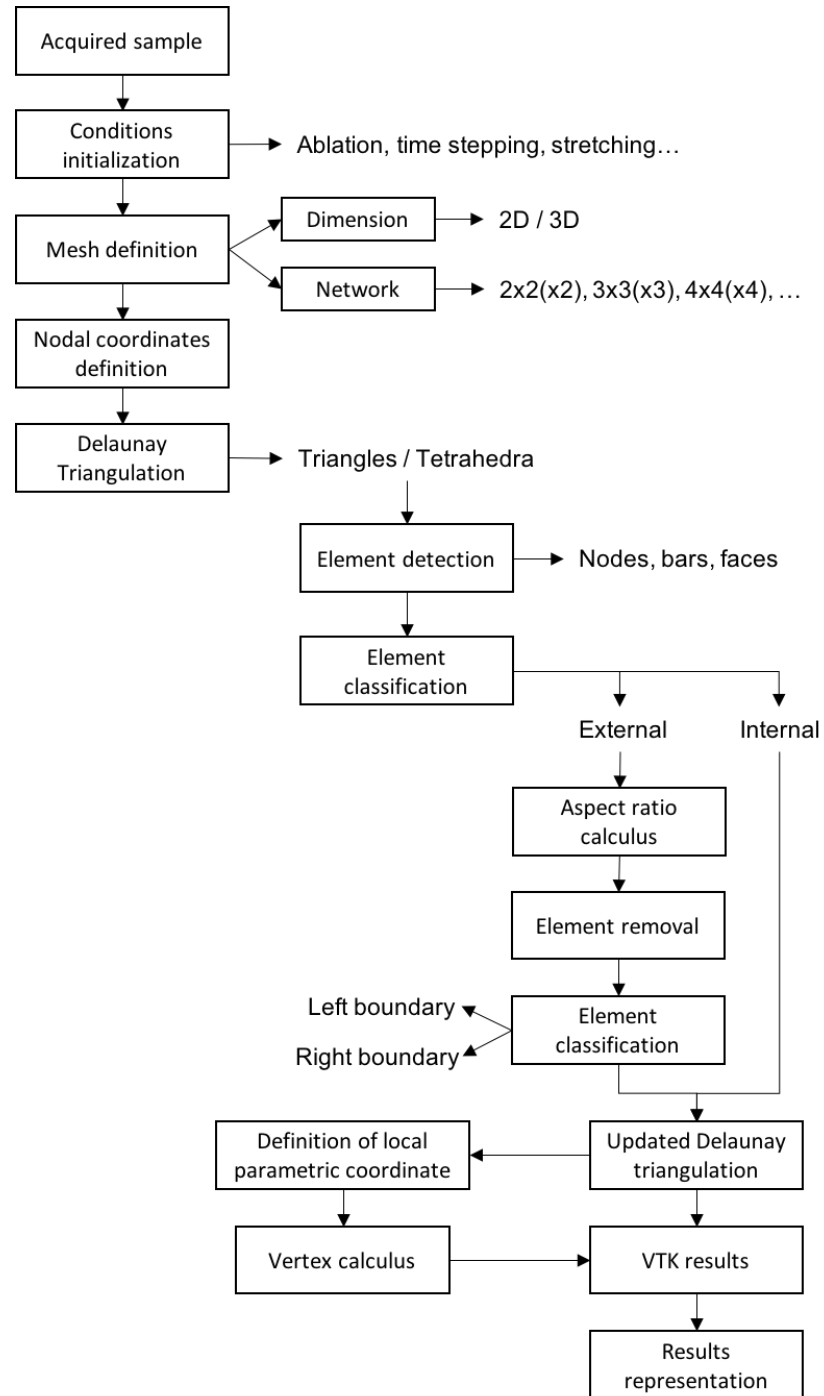 Acquired sample
Conditions
initialization
Ablation, time stepping, stretching…
Mesh definition
Dimension
2D / 3D
Network
2x2(x2), 3x3(x3), 4x4(x4), …
Nodal coordinates
definition
Delaunay
Triangulation
Triangles / Tetrahedra
Element detection
Nodes, bars, faces
Element
classification
External
Internal
Aspect ratio
calculus
Element removal
Left boundary
Right boundary
Element
classification
Definition of local
parametric coordinate
Updated Delaunay
triangulation
Vertex calculus
VTK results
Results
representation